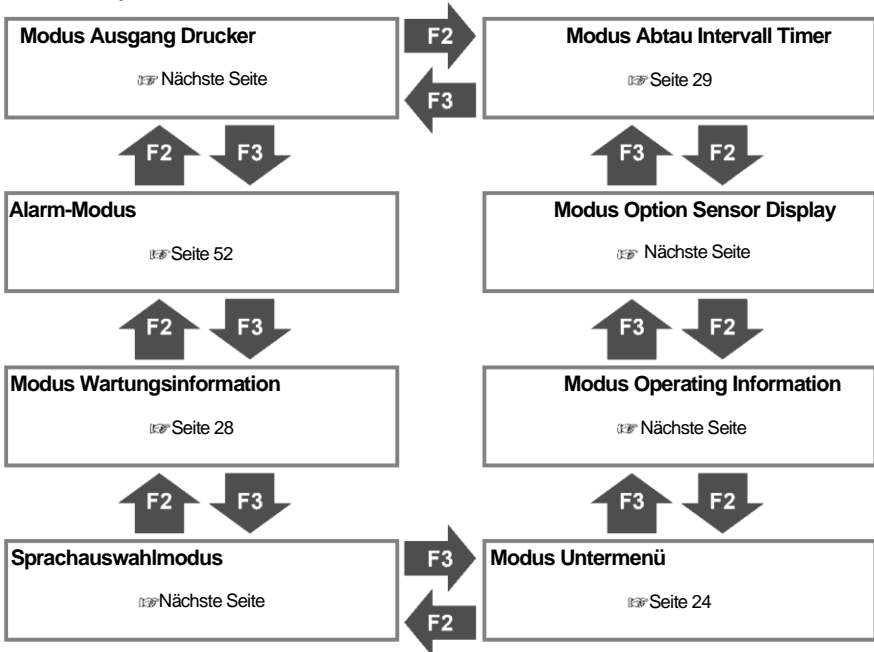 Modus Ausgang Drucker
☞ Nächste Seite
F2
F3
Modus Abtau Intervall Timer
☞ Seite 29
F2
F3
F3
F2
Alarm-Modus
☞ Seite 52
Modus Option Sensor Display
☞ Nächste Seite
F2
F3
F3
F2
Modus Wartungsinformation
☞ Seite 28
Modus Operating Information
☞ Nächste Seite
F2
F3
F3
F2
Sprachauswahlmodus
☞ Nächste Seite
F3
F2
Modus Untermenü
☞ Seite 24